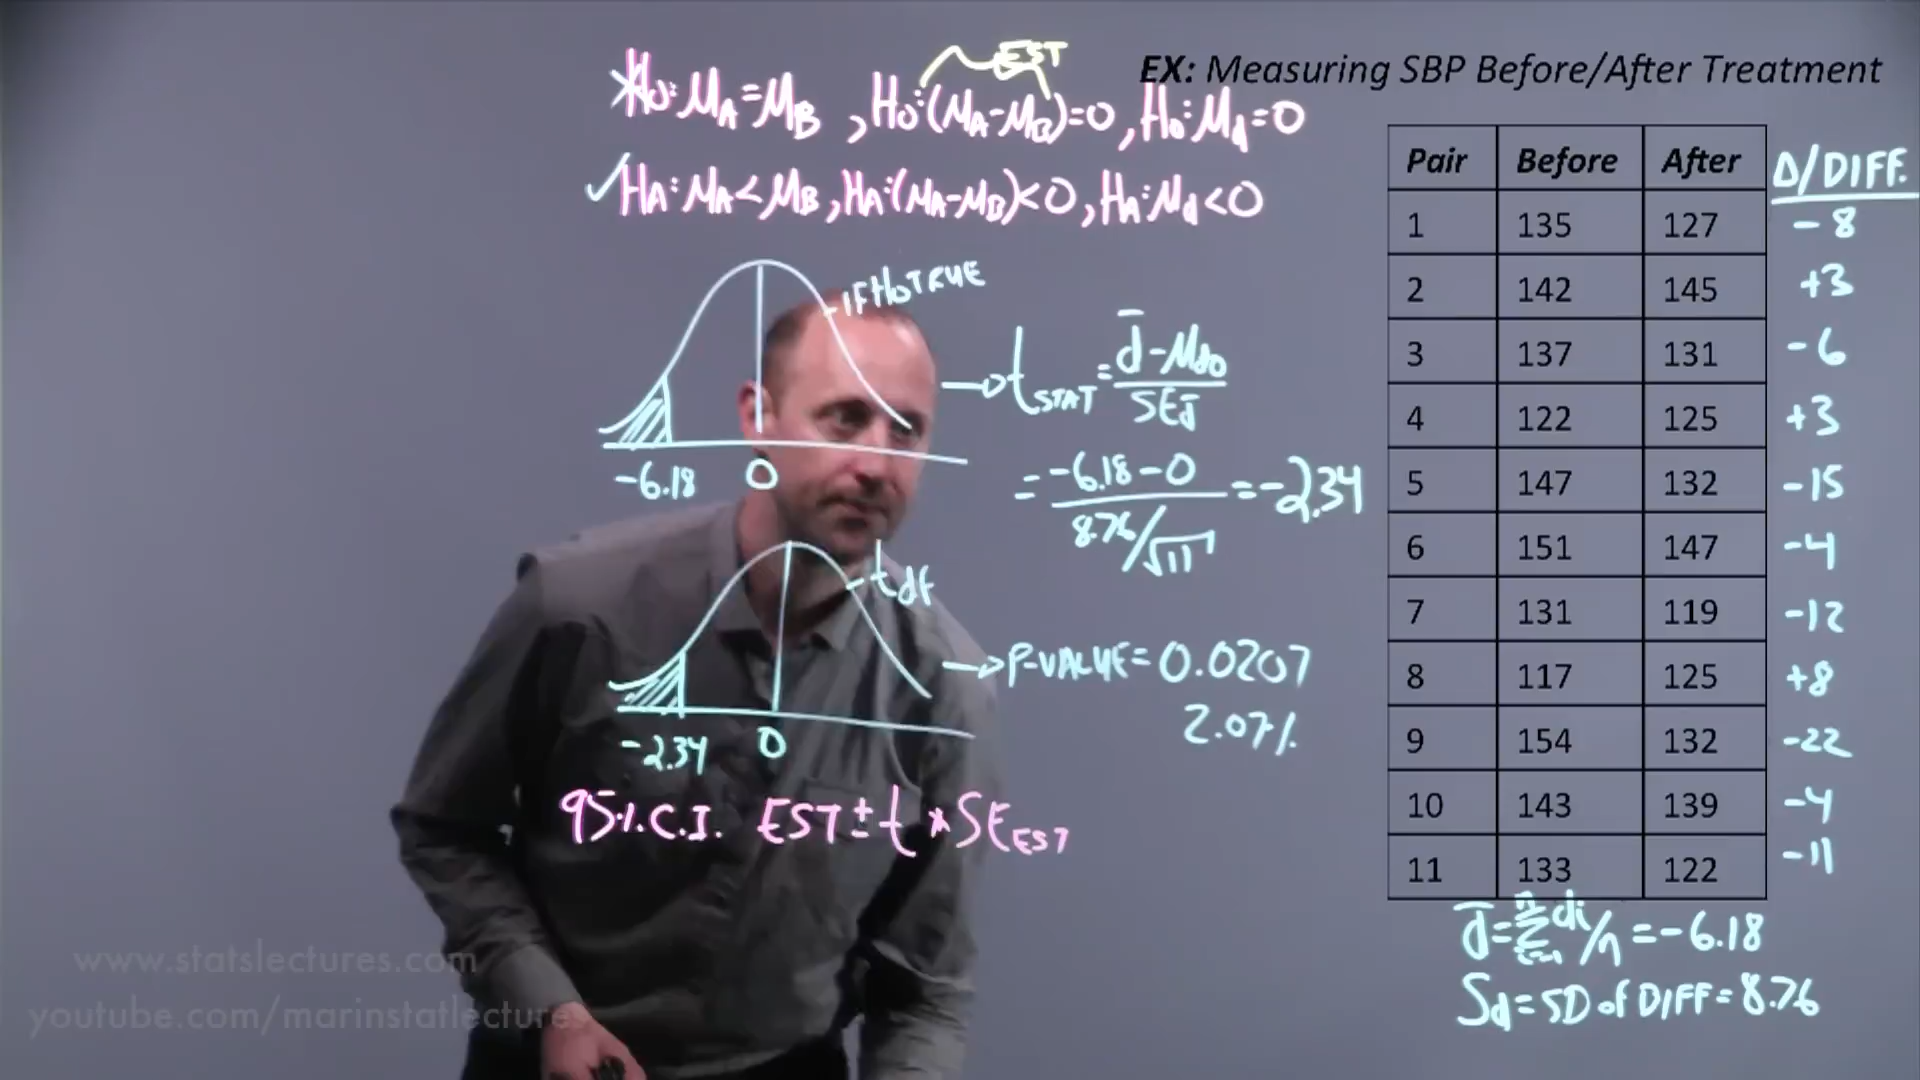 EST
EX: Measuring SBP Before/After Treatment
H₀: μA = μB , H₀: (μA-μB)=0 , H₀: μd=0
HA: μA < μB , HA: (μA-μB)<0 , HA: μd<0
Pair Before After Δ/DIFF.
1 135 127 -8
2 142 145 +3
3 137 131 -6
4 122 125 +3
5 147 132 -15
6 151 147 -4
7 131 119 -12
8 117 125 +8
9 154 132 -22
10 143 139 -4
11 133 122 -11
d̄ = Σ di/n = -6.18
Sd = SD of DIFF = 8.76
IF H₀ TRUE
-6.18 0
tSTAT = (d̄ - μd0) / SEd̄
= (-6.18 - 0) / (8.76/√11) = -2.34
tdf
-2.34 0
P-VALUE = 0.0207
2.07%
95% C.I. EST ± t * SE EST
www.statslectures.com
youtube.com/marinstatlectures